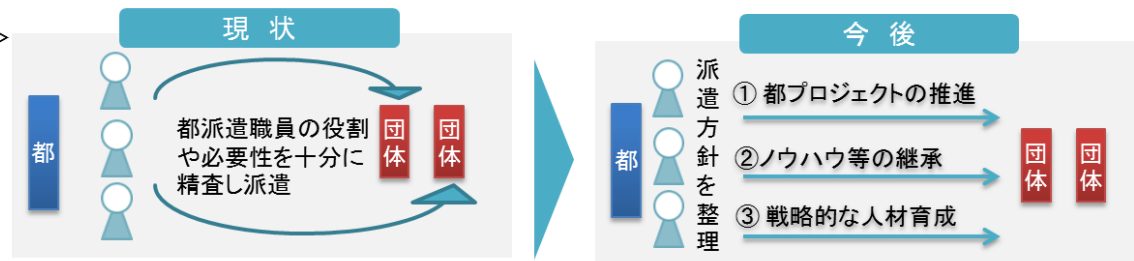 >
現 状
都
都派遣職員の役割
や必要性を十分に
精査し派遣
団体
団体
今 後
都
派遣方針を整理
① 都プロジェクトの推進
②ノウハウ等の継承
③ 戦略的な人材育成
団体
団体